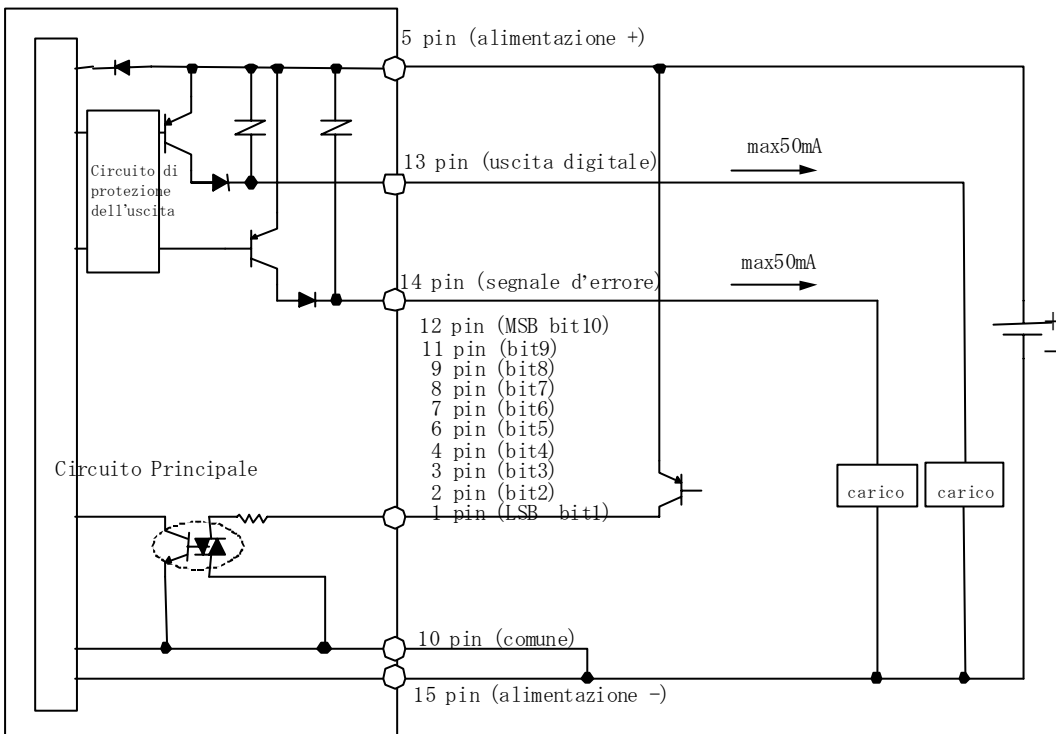 5 pin (alimentazione +)
max50mA
13 pin (uscita digitale)
Circuito di
protezione
dell'uscita
max50mA
14 pin (segnale d'errore)
12 pin (MSB bit10)
11 pin (bit9)
9 pin (bit8)
8 pin (bit7)
7 pin (bit6)
6 pin (bit5)
4 pin (bit4)
3 pin (bit3)
2 pin (bit2)
1 pin (LSB bit1)
+
−
Circuito Principale
carico
carico
10 pin (comune)
15 pin (alimentazione −)